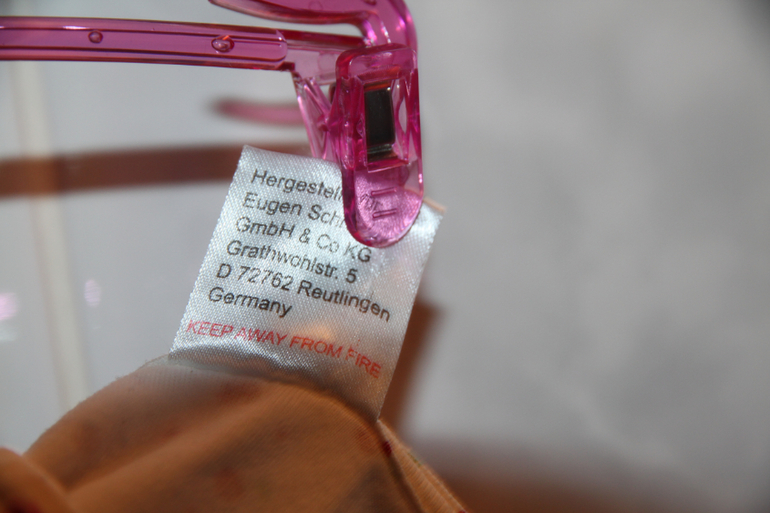 Eugen
GmbH & Co KG
Grathwohlstr. 5
D 72762 Reutlingen
Germany
KEEP AWAY FROM FIRE